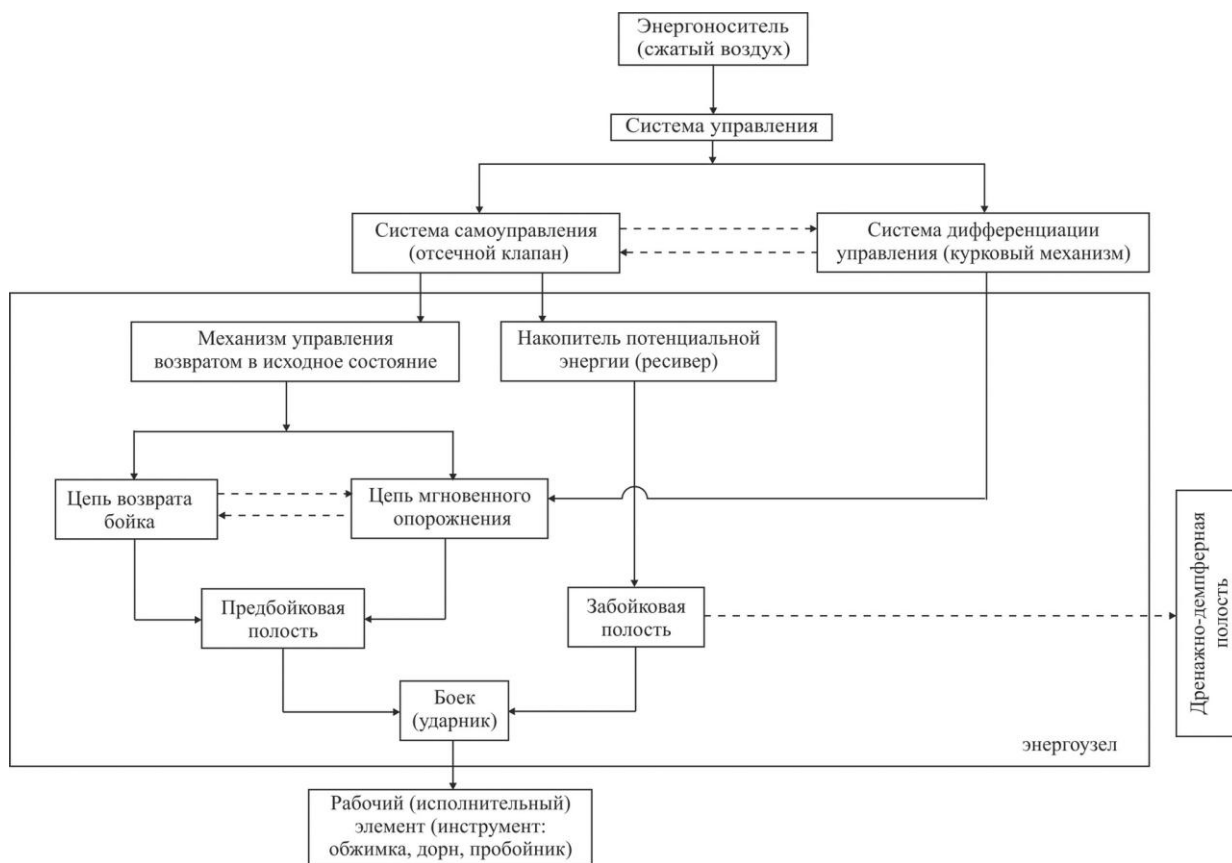 Энергоноситель
(сжатый воздух)
Система управления
Система самоуправления
(отсечной клапан)
Система дифференциации
управления (курковый механизм)
Механизм управления
возвратом в исходное состояние
Накопитель потенциальной
энергии (ресивер)
Цепь возврата
бойка
Цепь мгновенного
опорожнения
Предбойковая
полость
Забойковая
полость
Дренажно-демпферная
полость
Боек
(ударник)
энергоузел
Рабочий (исполнительный)
элемент (инструмент:
обжимка, дорн, пробойник)